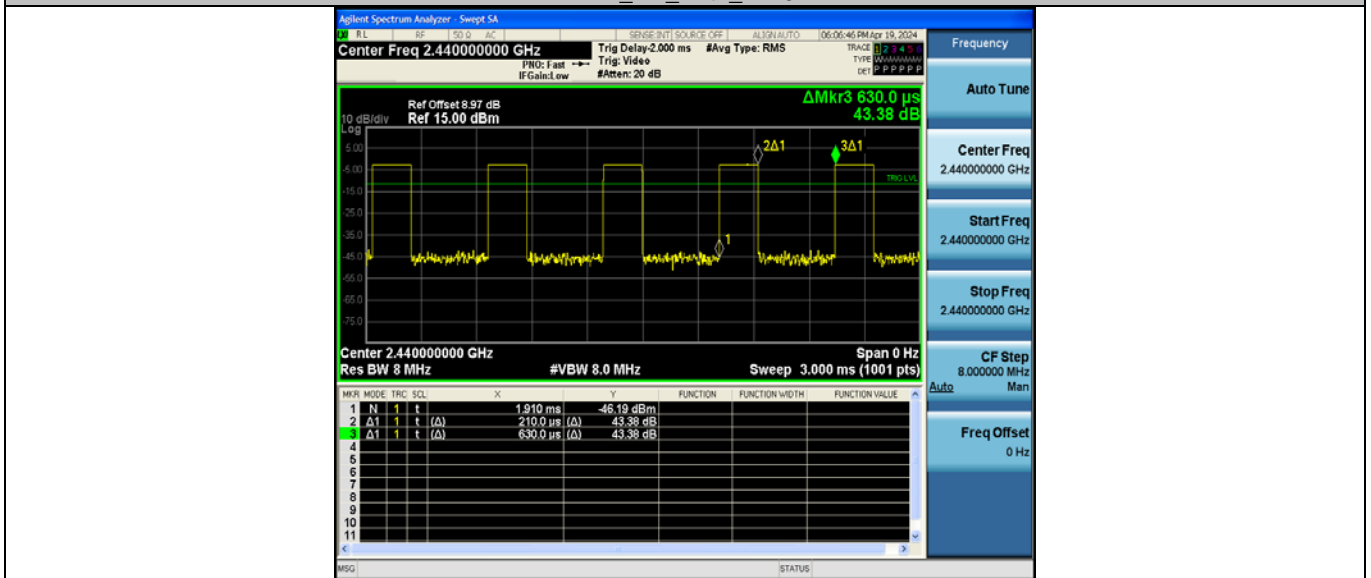 Agilent Spectrum Analyzer - Swept SA
RL RF 50 Ω AC SENSE:INT SOURCE OFF ALIGN AUTO 06:06:46 PM Apr 19, 2024
Center Freq 2.440000000 GHz
PNO: Fast
IFGain:Low
Trig Delay-2.000 ms #Avg Type: RMS
Trig: Video
#Atten: 20 dB
TRACE 1 2 3 4 5 6
TYPE WWWWWW
DET P P P P P P
Frequency
Auto Tune
Center Freq
2.440000000 GHz
Start Freq
2.440000000 GHz
Stop Freq
2.440000000 GHz
CF Step
8.000000 MHz
Auto Man
Freq Offset
0 Hz
ΔMkr3 630.0 µs
43.38 dB
Ref Offset 8.97 dB
10 dB/div Ref 15.00 dBm
Log
5.00
-5.00
-15.0
-25.0
-35.0
-45.0
-55.0
-65.0
-75.0
2Δ1
3Δ1
TRIG LVL
1
Center 2.440000000 GHz Span 0 Hz
Res BW 8 MHz #VBW 8.0 MHz Sweep 3.000 ms (1001 pts)
MKR MODE TRC SCL X Y FUNCTION FUNCTION WIDTH FUNCTION VALUE
1 N 1 t 1.910 ms -46.19 dBm
2 Δ1 1 t (Δ) 210.0 µs (Δ) 43.38 dB
3 Δ1 1 t (Δ) 630.0 µs (Δ) 43.38 dB
4
5
6
7
8
9
10
11
MSG STATUS